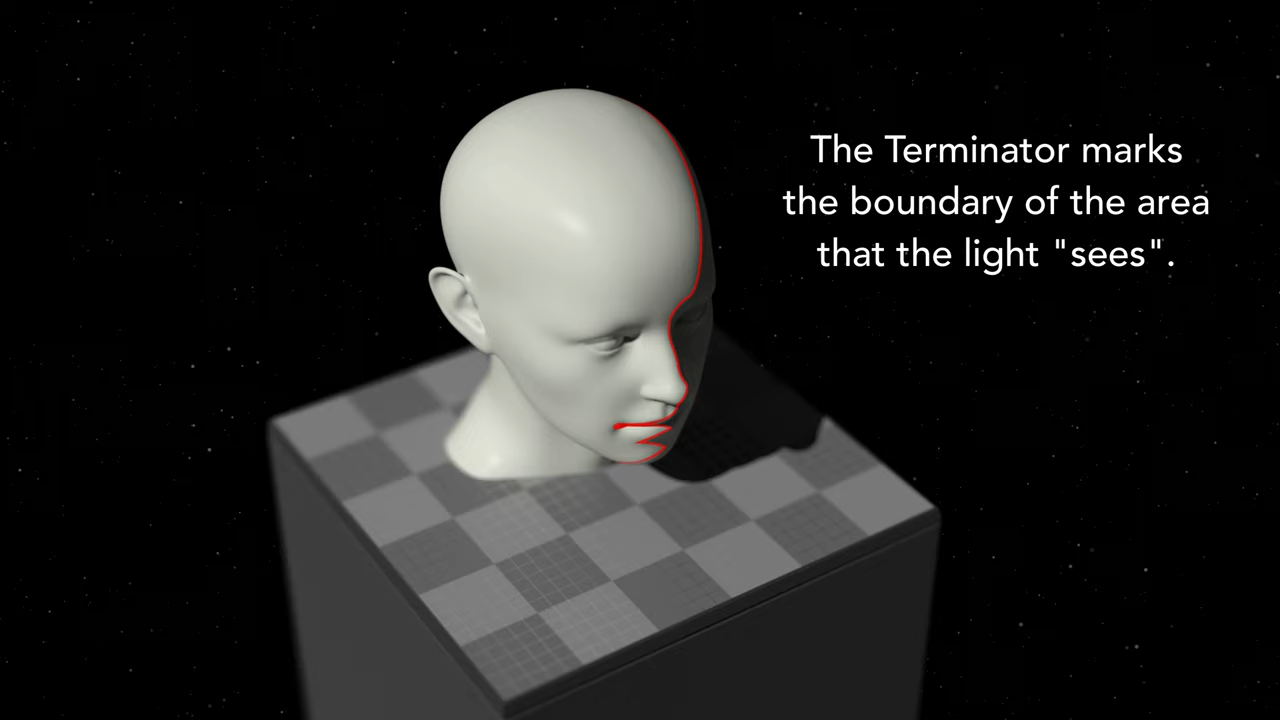 The Terminator marks
the boundary of the area
that the light "sees".